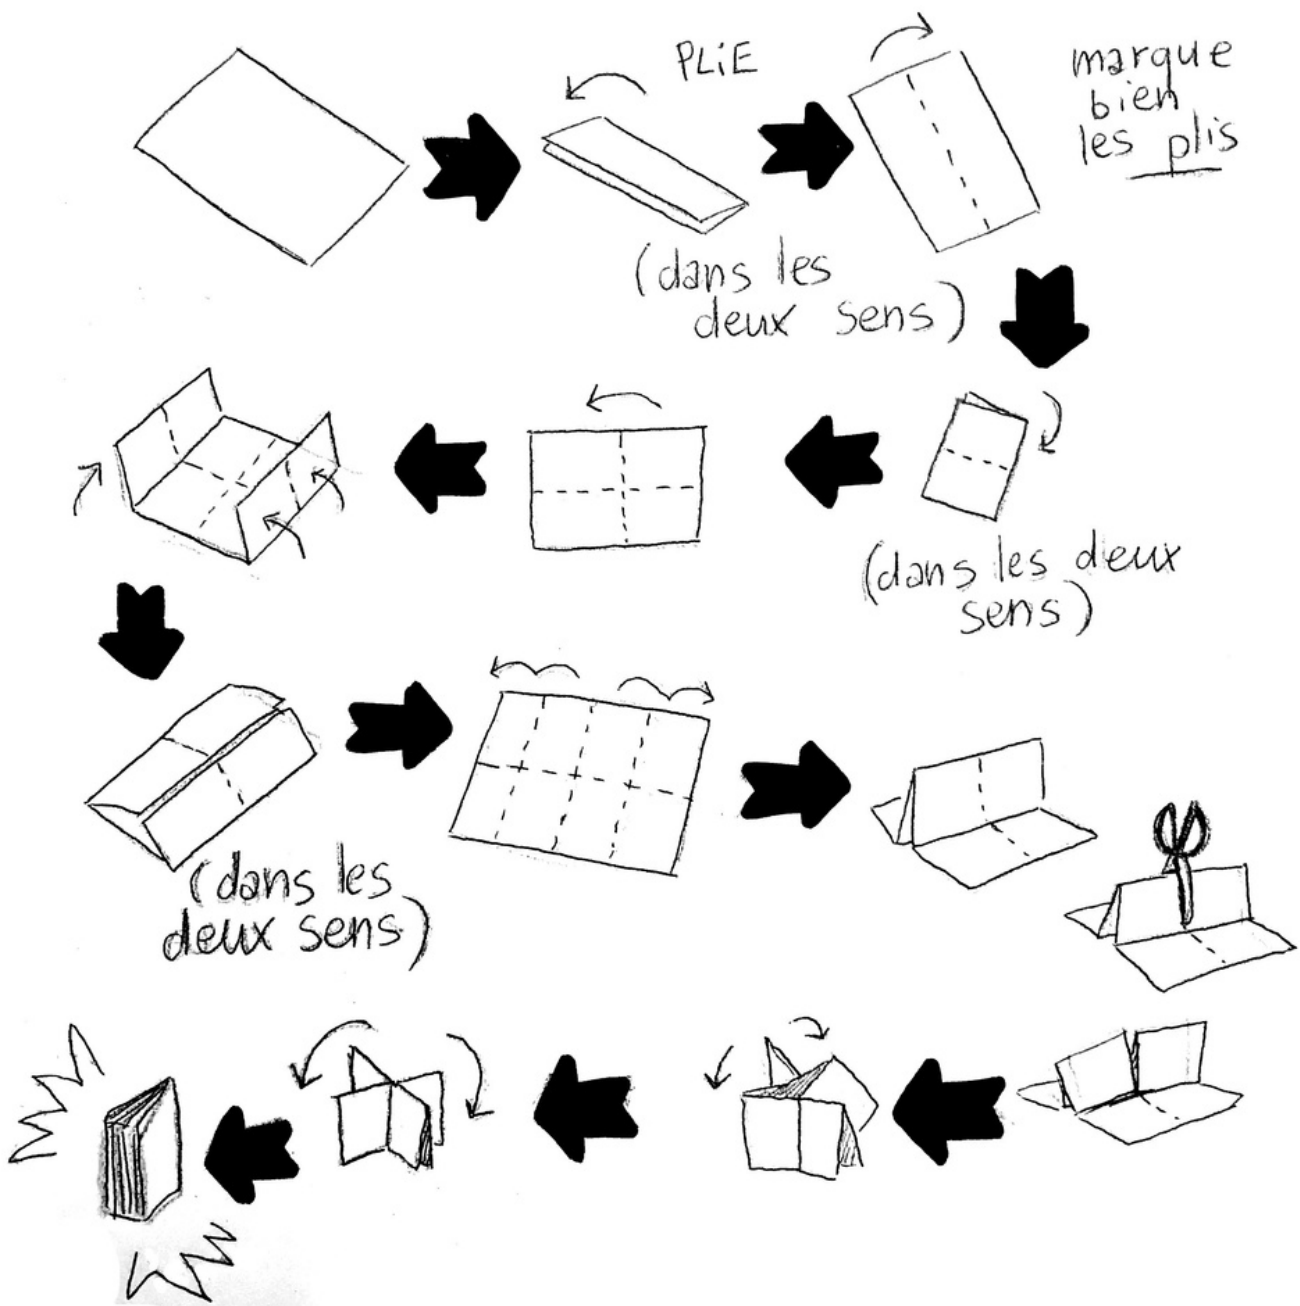 PLiE
marque
bien
les plis
(dans les
deux sens)
(dans les deux
sens)
(dans les
deux sens)